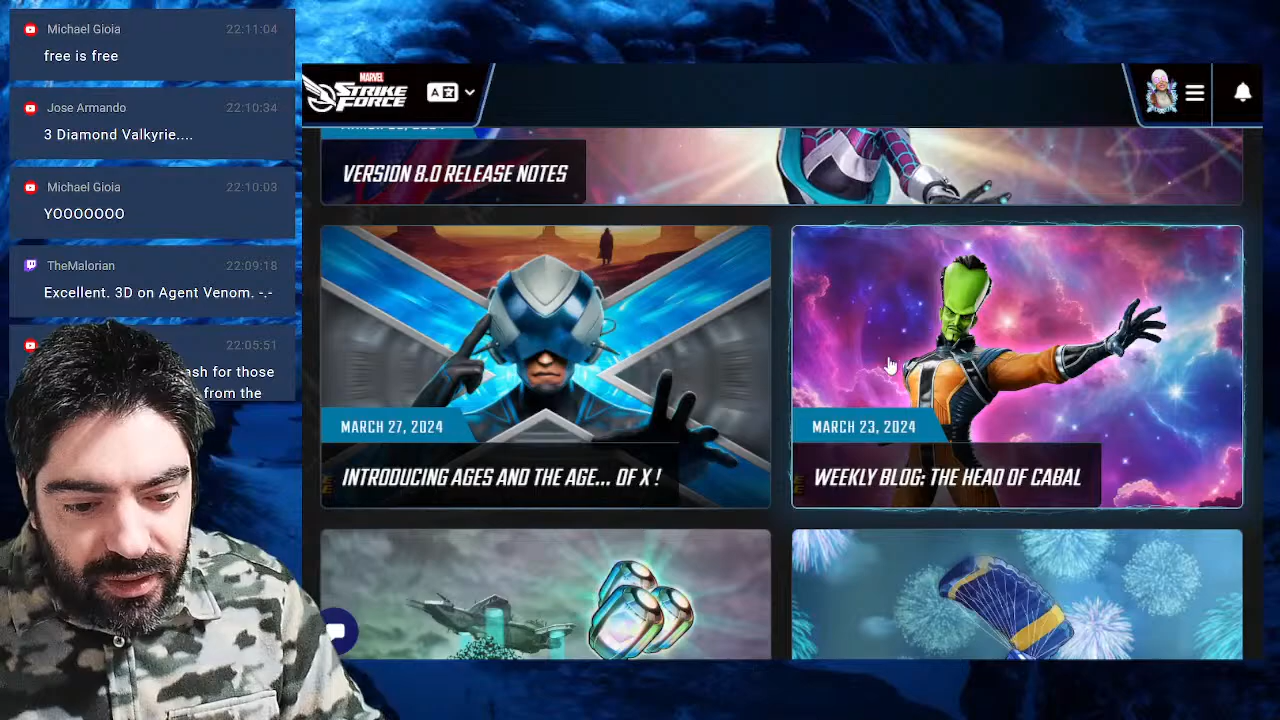 Michael Gioia 22:11:04
free is free
Jose Armando 22:10:34
3 Diamond Valkyrie....
Michael Gioia 22:10:03
YOOOOOOO
TheMalorian 22:09:18
Excellent. 3D on Agent Venom. -.-
22:05:51
ash for those
from the
MARVEL
STRIKE
FORCE
VERSION 8.0 RELEASE NOTES
MARCH 27, 2024
INTRODUCING AGES AND THE AGE... OF X !
MARCH 23, 2024
WEEKLY BLOG: THE HEAD OF CABAL